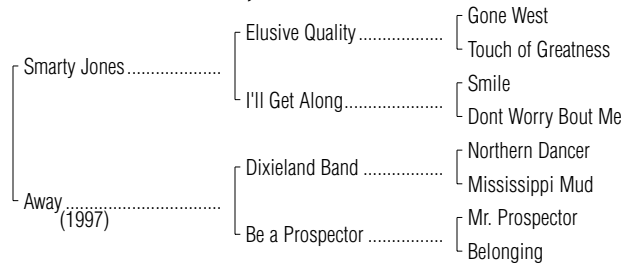 Gone West
Elusive Quality ..................
Touch of Greatness
Smarty Jones ....................
Smile
I'll Get Along.....................
Dont Worry Bout Me
Northern Dancer
Dixieland Band .................
Mississippi Mud
Away.................................
(1997)
Mr. Prospector
Be a Prospector ................
Belonging